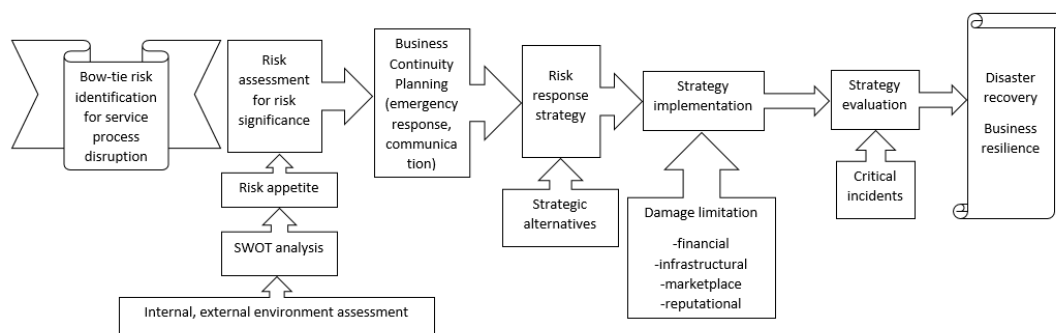 Bow-tie risk
identification
for service
process
disruption
Risk
assessment
for risk
significance
Business
Continuity
Planning
(emergency
response,
communica
tion)
Risk
response
strategy
Strategy
implementation
Strategy
evaluation
Disaster
recovery
Business
resilience
Risk appetite
SWOT analysis
Internal, external environment assessment
Strategic
alternatives
Damage limitation
-financial
-infrastructural
-marketplace
-reputational
Critical
incidents